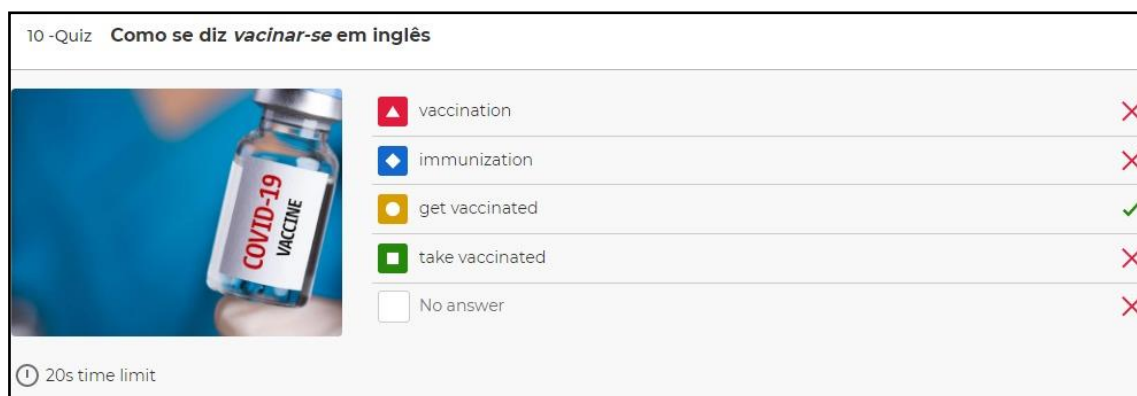 10 -Quiz Como se diz vacinar-se em inglês
COVID-19
VACCINE
vaccination
immunization
get vaccinated
take vaccinated
No answer
20s time limit